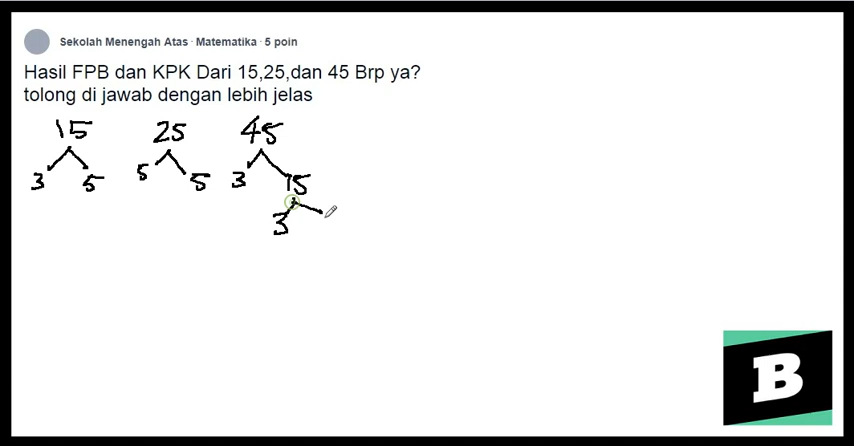 Sekolah Menengah Atas · Matematika · 5 poin
Hasil FPB dan KPK Dari 15,25,dan 45 Brp ya?
tolong di jawab dengan lebih jelas
15 25 45
3 5 5 5 3 15
3
B